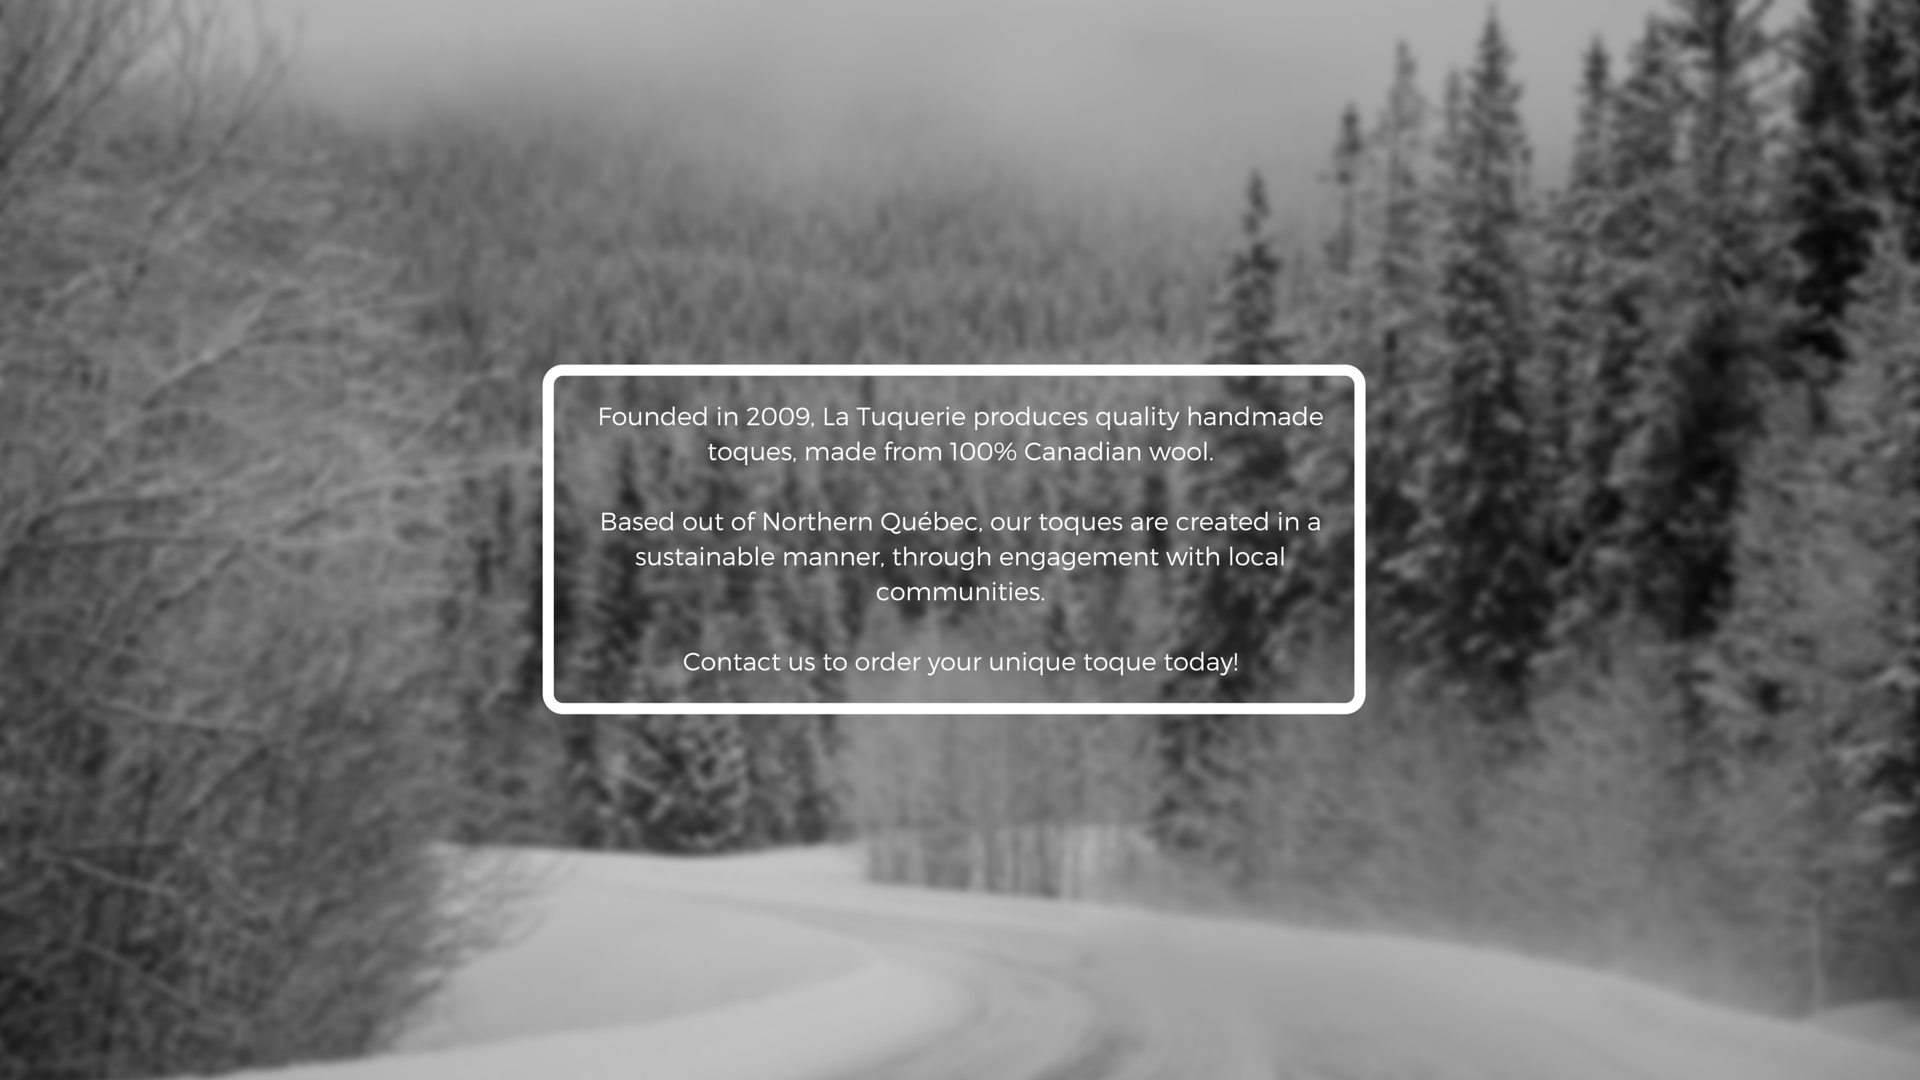 Founded in 2009, La Tuquerie produces quality handmade
toques, made from 100% Canadian wool.
Based out of Northern Québec, our toques are created in a
sustainable manner, through engagement with local
communities.
Contact us to order your unique toque today!